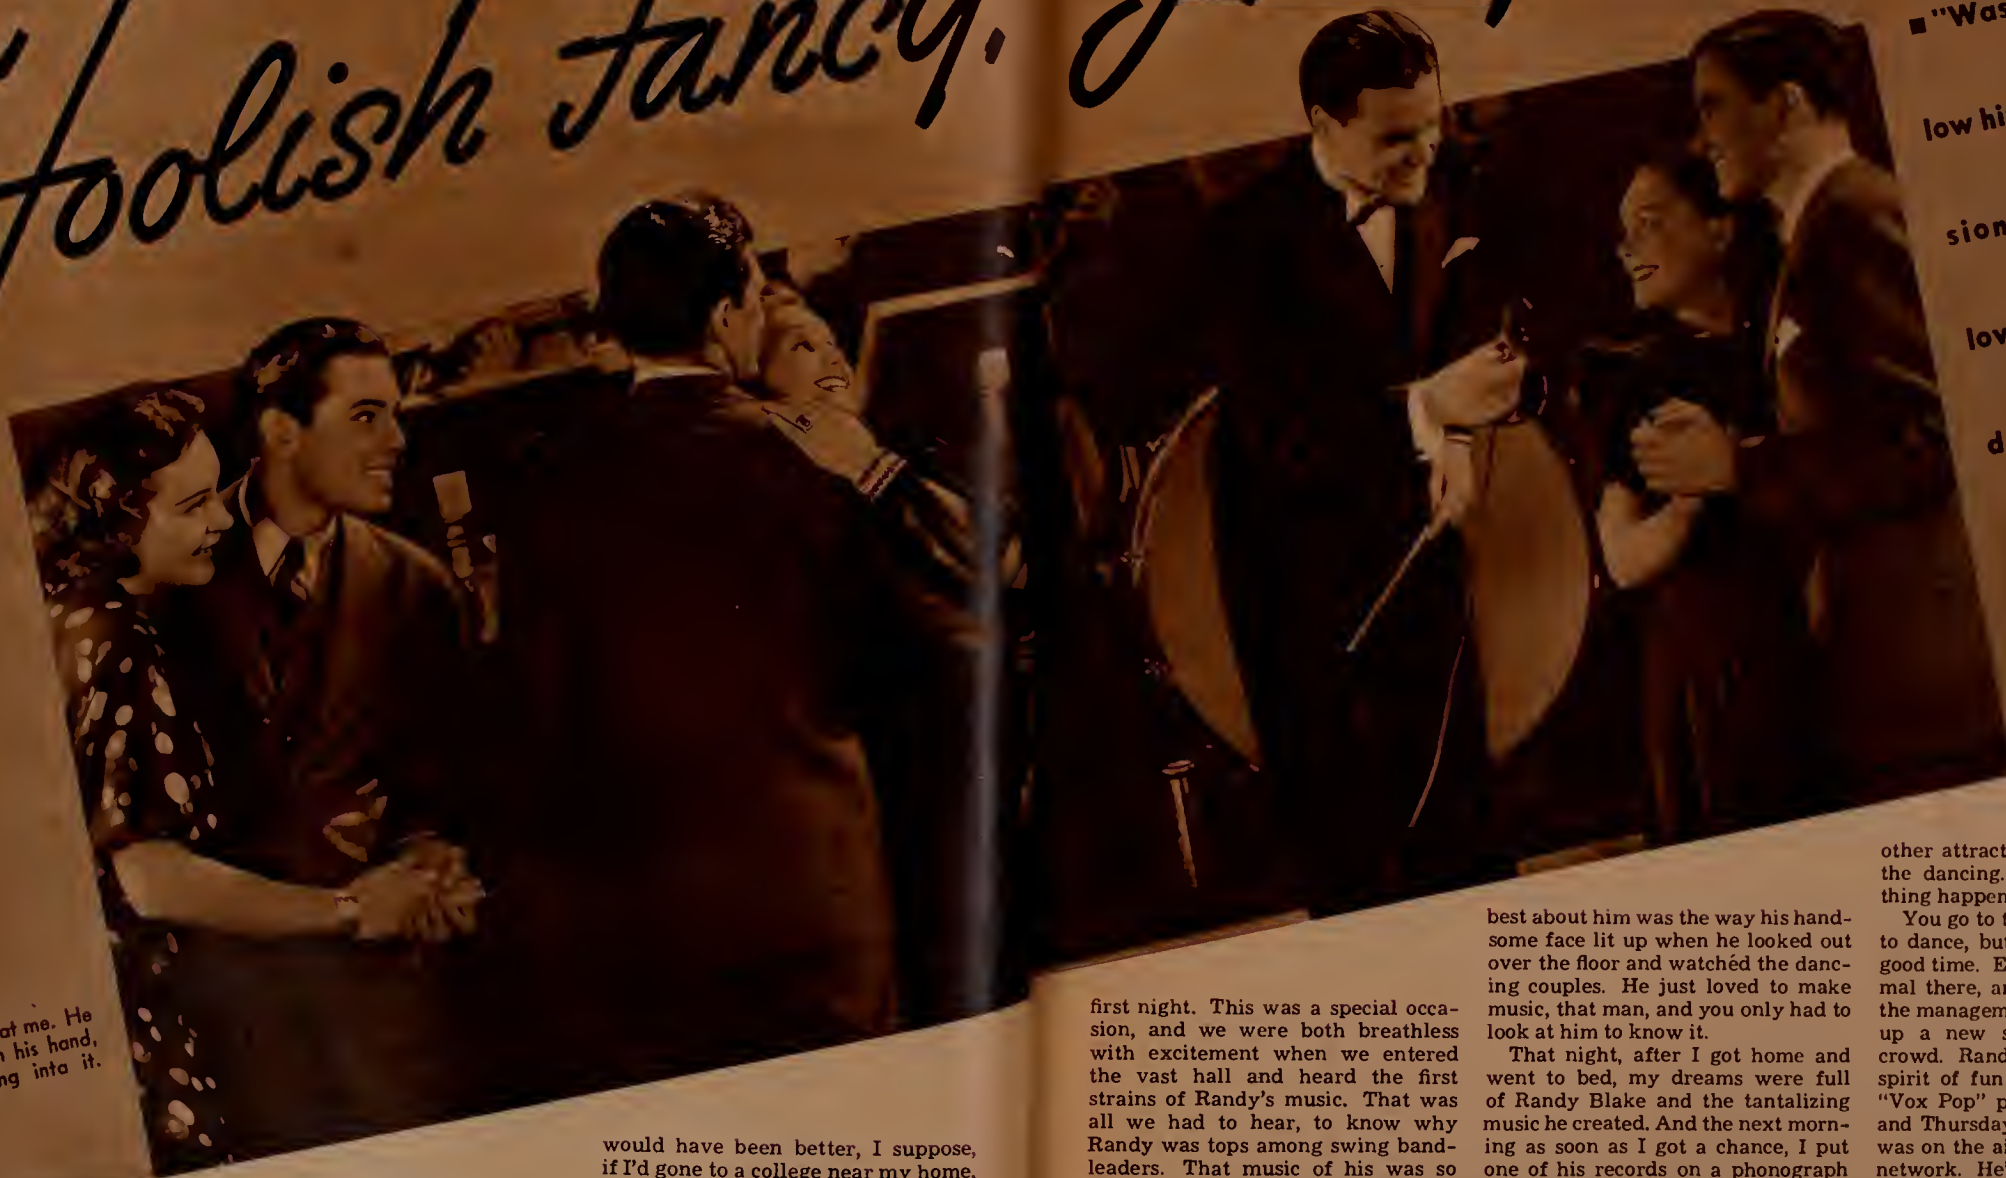 foolish fancy.
"Was
low hi
sion
lov
d
at me. He
his hand,
ng into it.
would have been better, I suppose,
if I'd gone to a college near my home.
first night. This was a special occa-
sion, and we were both breathless
with excitement when we entered
the vast hall and heard the first
strains of Randy's music. That was
all we had to hear, to know why
Randy was tops among swing band-
leaders. That music of his was so
best about him was the way his hand-
some face lit up when he looked out
over the floor and watched the danc-
ing couples. He just loved to make
music, that man, and you only had to
look at him to know it.
That night, after I got home and
went to bed, my dreams were full
of Randy Blake and the tantalizing
music he created. And the next morn-
ing as soon as I got a chance, I put
one of his records on a phonograph
other attract
the dancing.
thing happen
You go to t
to dance, but
good time. E
mal there, a
the managem
up a new s
crowd. Rand
spirit of fun
"Vox Pop" p
and Thursday
was on the ai
network. He'